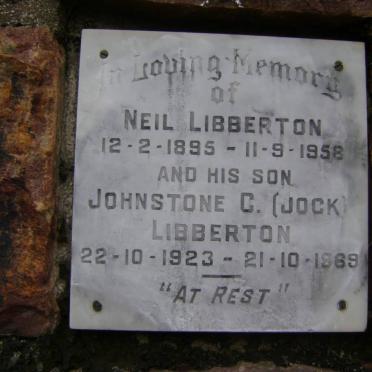 In Loving Memory
of
NEIL LIBBERTON
12-2-1895 - 11-9-1958
AND HIS SON
JOHNSTONE C. (JOCK)
LIBBERTON
22-10-1923 - 21-10-1989
"AT REST"